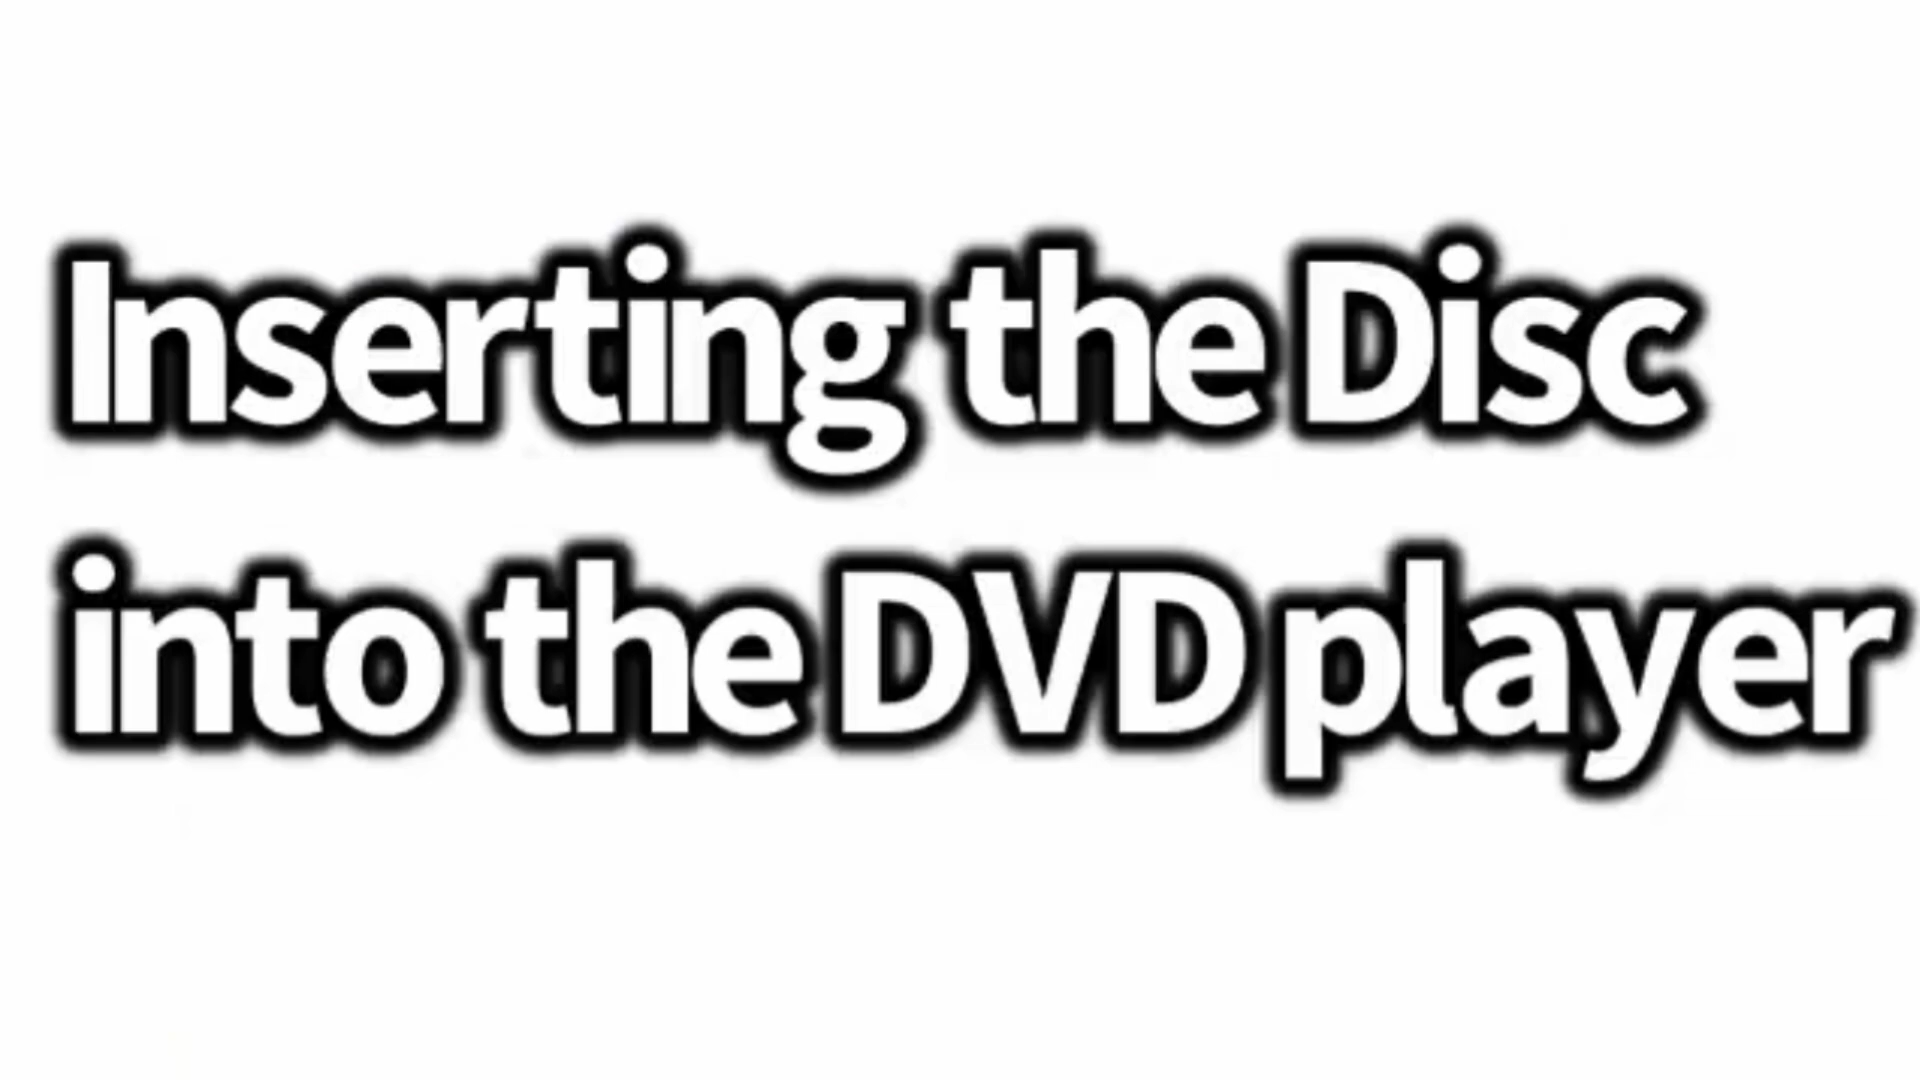 Inserting the Disc
into the DVD player